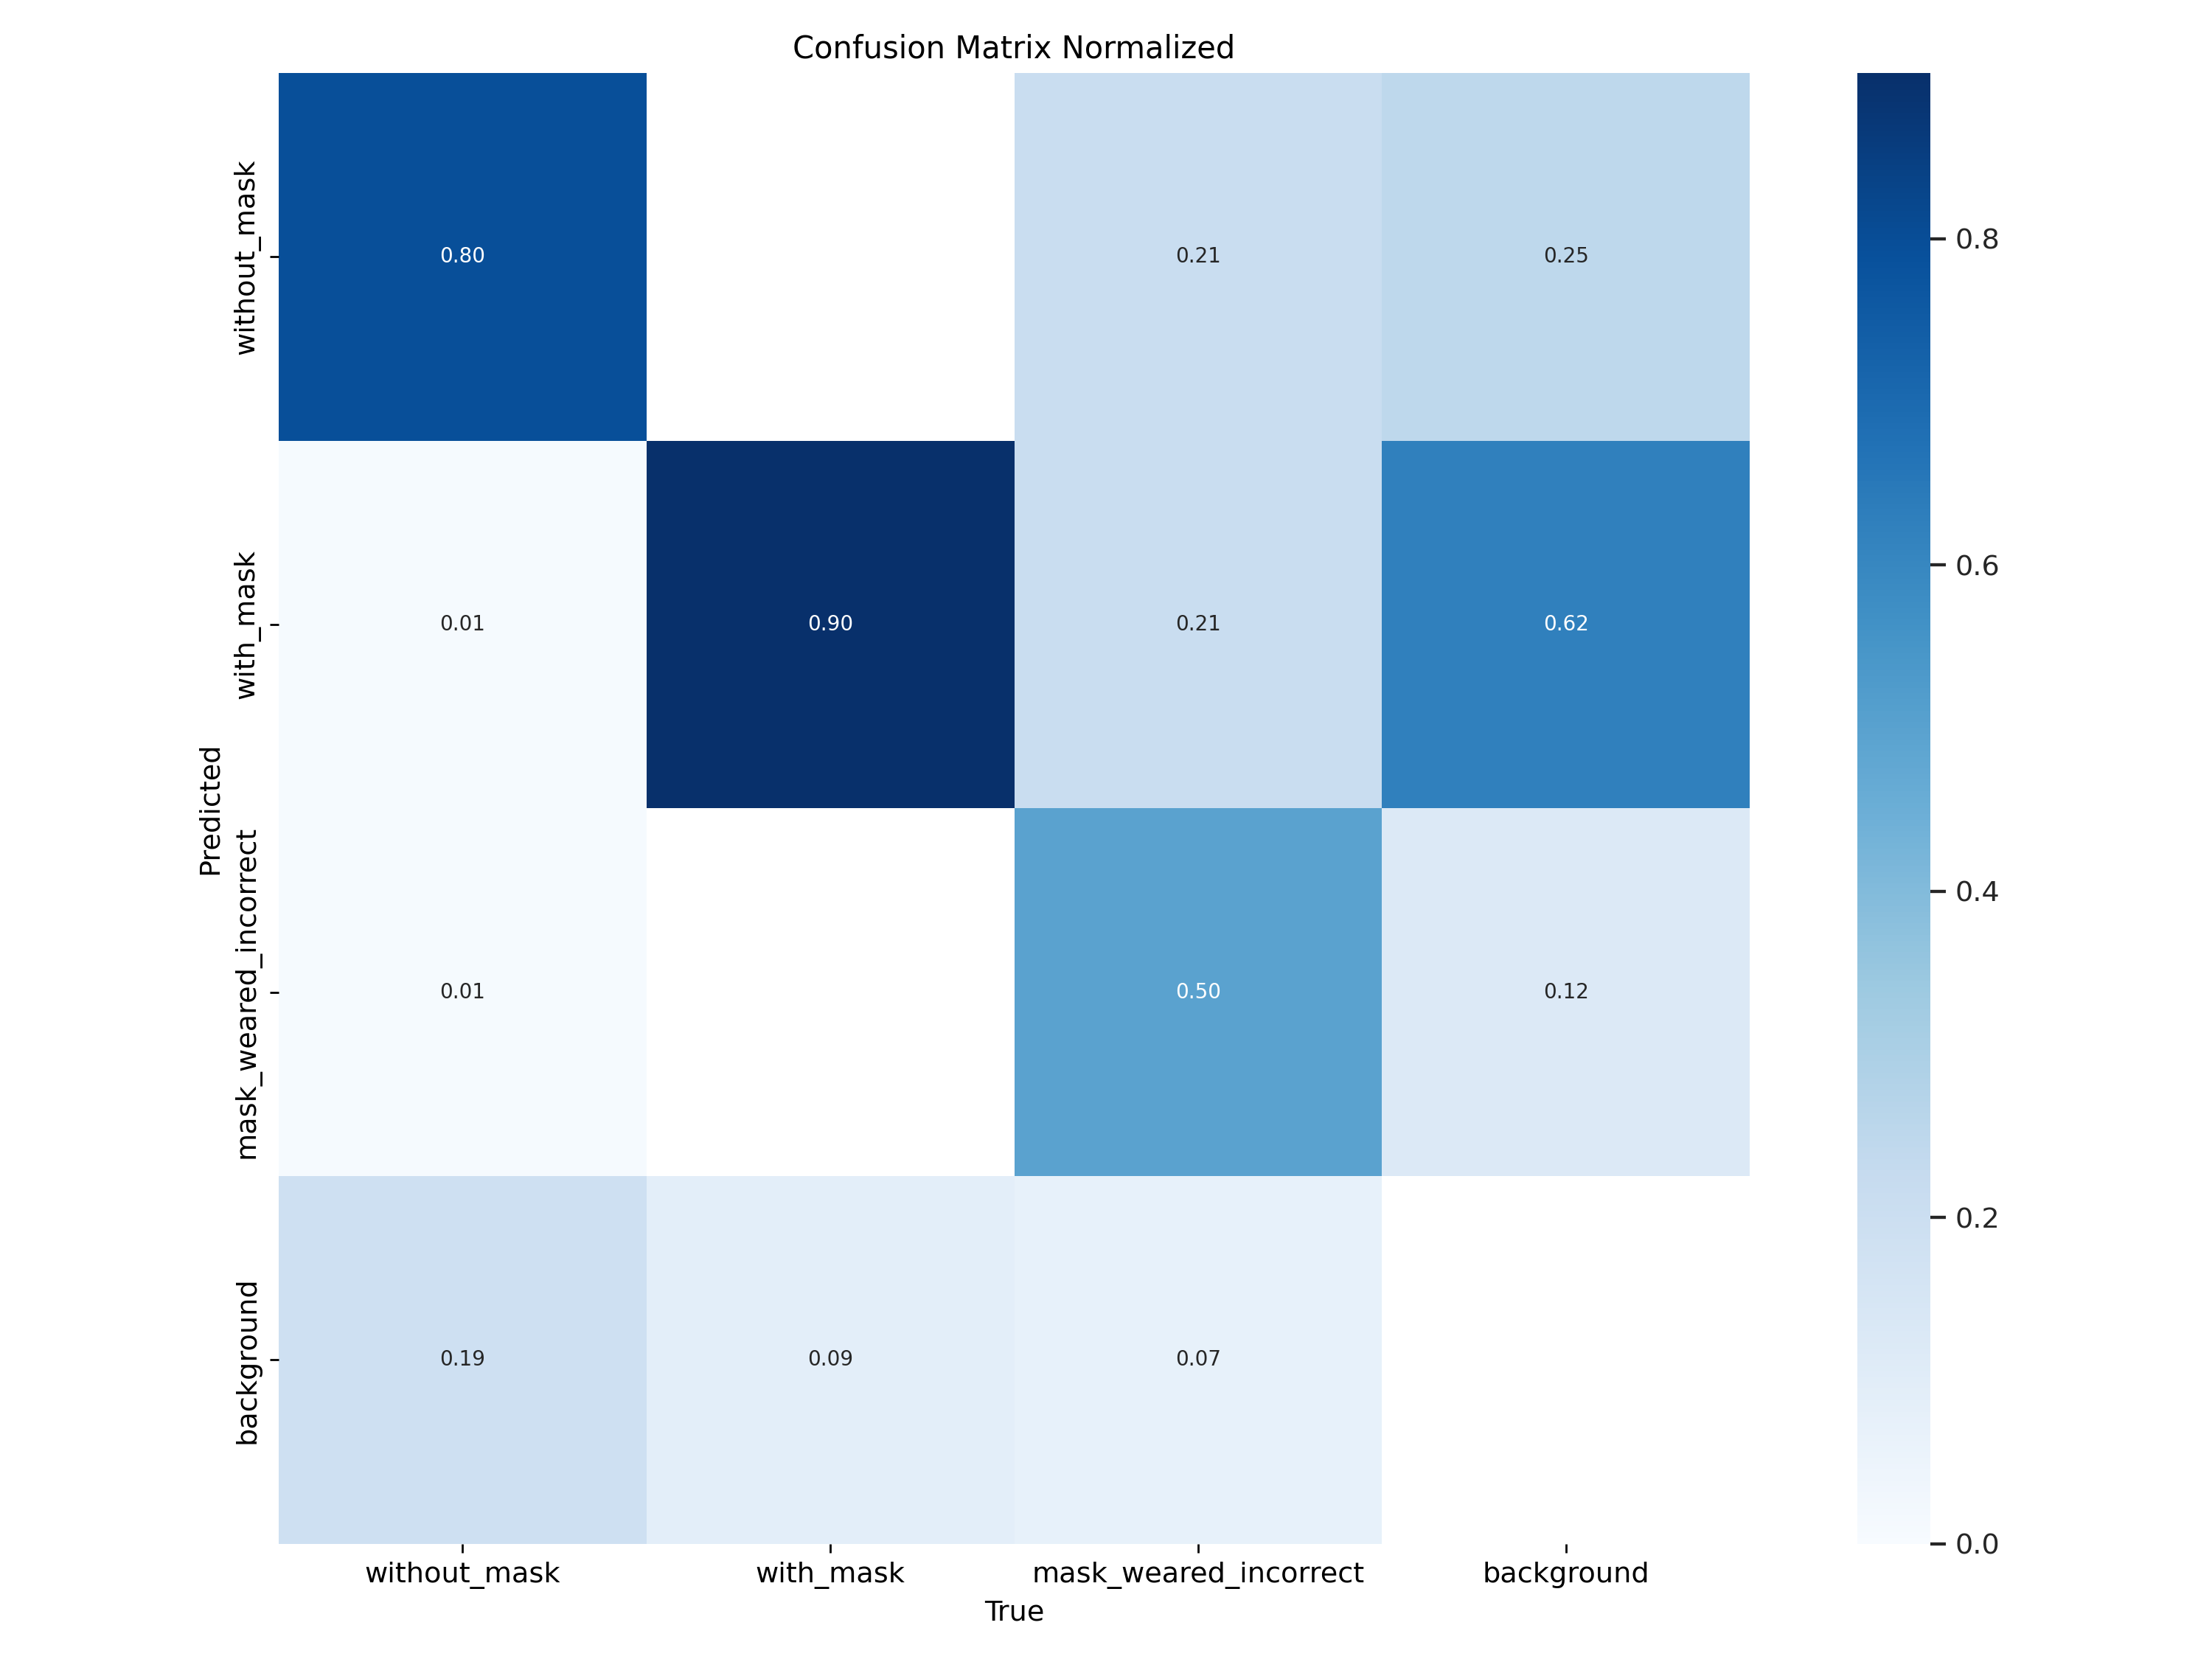 Confusion Matrix Normalized
without_mask
0.80
0.21
0.25
with_mask
0.01
0.90
0.21
0.62
mask_weared_incorrect
0.01
0.50
0.12
background
0.19
0.09
0.07
Predicted
without_mask
with_mask
mask_weared_incorrect
background
True
0.8
0.6
0.4
0.2
0.0